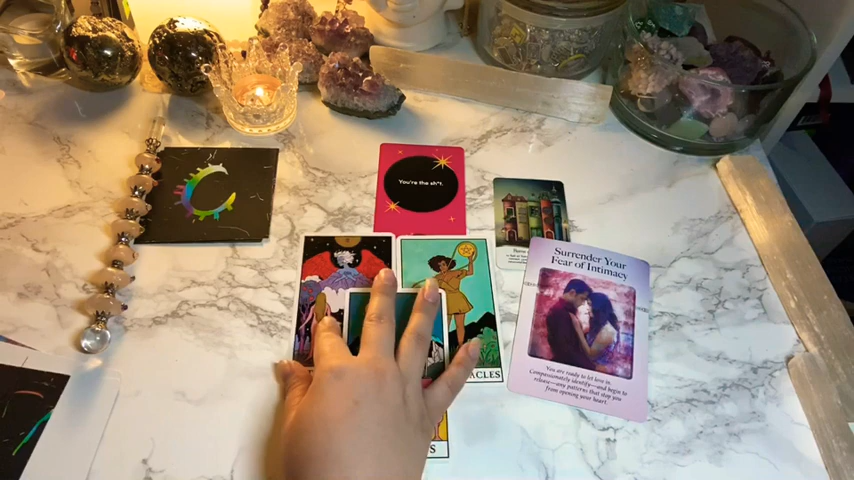 You're the sh*t.
Surrender Your
Fear of Intimacy
You are ready to let love in.
Compassionately identify—and begin to
release—any patterns that stop you
from opening your heart.
ACLES
S